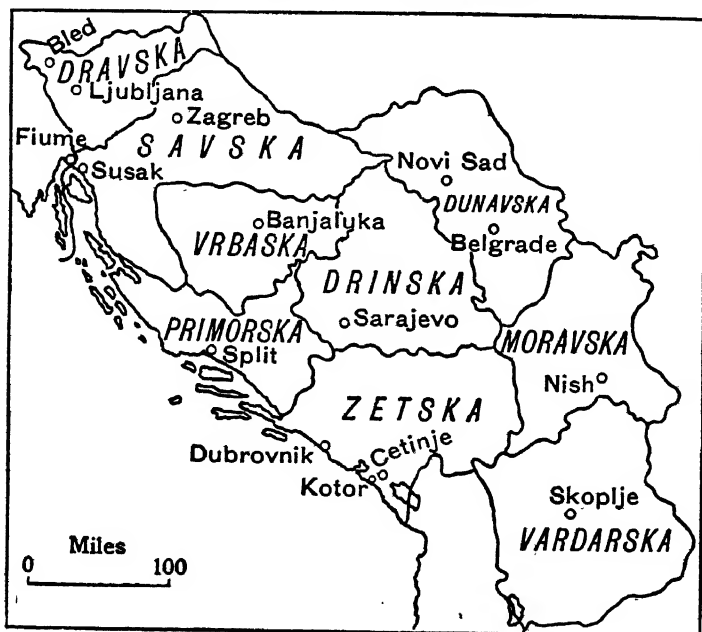 Bled
DRAVSKA
Ljubljana
Zagreb
Fiume
SAVSKA
Susak
Novi Sad
DUNAVSKA
Banjaluka
Belgrade
VRBASKA
DRINSKA
PRIMORSKA
Sarajevo
MORAVSKA
Split
Nish
ZETSKA
Dubrovnik
Cetinje
Kotor
Skoplje
VARDARSKA
Miles
0 100